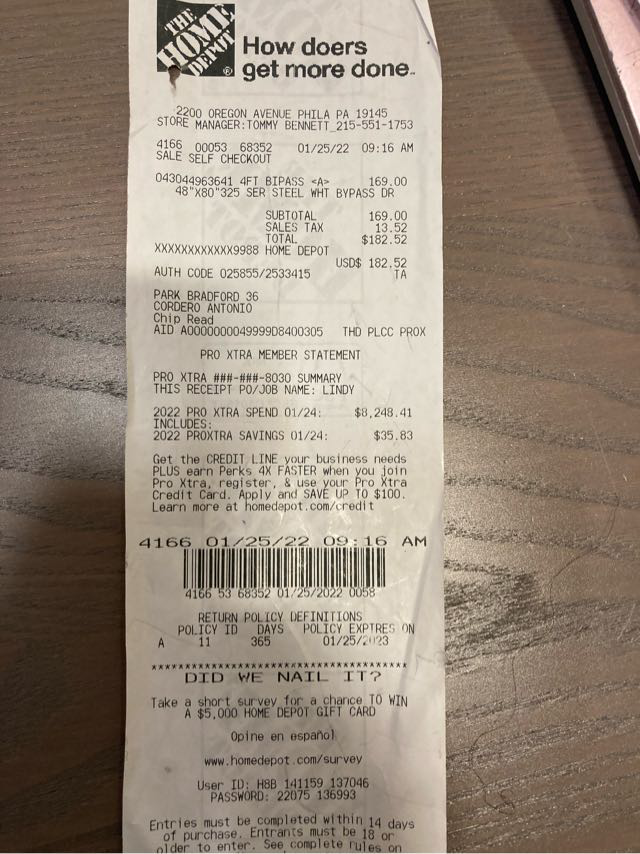 THE
HOME
DEPOT
®
How doers
get more done™
2200 OREGON AVENUE PHILA PA 19145
STORE MANAGER:TOMMY BENNETT 215-551-1753
4166 00053 68352 01/25/22 09:16 AM
SALE SELF CHECKOUT
043044963641 4FT BIPASS <A> 169.00
48"X80"325 SER STEEL WHT BYPASS DR
SUBTOTAL 169.00
SALES TAX 13.52
TOTAL $182.52
XXXXXXXXXXXX9988 HOME DEPOT
USD$ 182.52
AUTH CODE 025855/2533415 TA
PARK BRADFORD 36
CORDERO ANTONIO
Chip Read
AID A0000000049999D8400305 THD PLCC PROX
PRO XTRA MEMBER STATEMENT
PRO XTRA ###-###-8030 SUMMARY
THIS RECEIPT PO/JOB NAME: LINDY
2022 PRO XTRA SPEND 01/24: $8,248.41
INCLUDES:
2022 PROXTRA SAVINGS 01/24: $35.83
Get the CREDIT LINE your business needs
PLUS earn Perks 4X FASTER when you join
Pro Xtra, register, & use your Pro Xtra
Credit Card. Apply and SAVE UP TO $100.
Learn more at homedepot.com/credit
4166 01/25/22 09:16 AM
4166 53 68352 01/25/2022 0058
RETURN POLICY DEFINITIONS
POLICY ID DAYS POLICY EXPIRES ON
A 11 365 01/25/2023
****************************************
DID WE NAIL IT?
Take a short survey for a chance TO WIN
A $5,000 HOME DEPOT GIFT CARD
Opine en español
www.homedepot.com/survey
User ID: H8B 141159 137046
PASSWORD: 22075 136993
Entries must be completed within 14 days
of purchase. Entrants must be 18 or
older to enter. See complete rules on